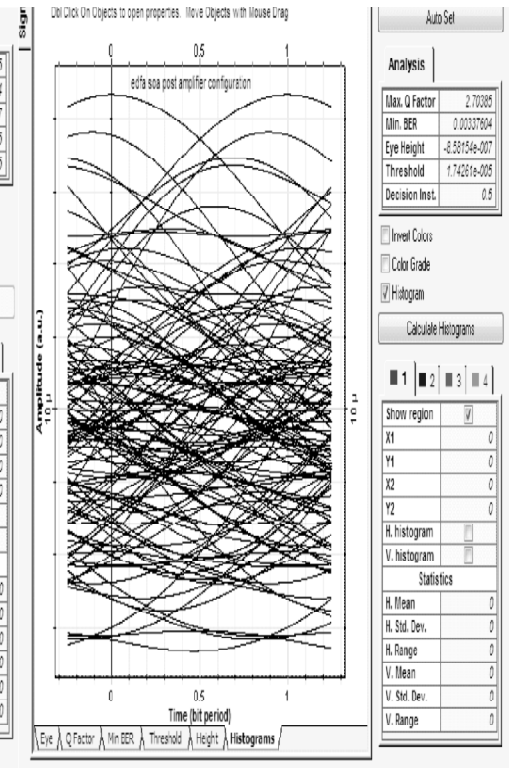 Dbl Click On Objects to open properties. Move Objects with Mouse Drag
Sign
0 0.5 1
edfa soa post amplifier configuration
Amplitude (a.u.)
10 µ
10 µ
0 0.5 1
Time (bit period)
Eye Q Factor Min BER Threshold Height Histograms
Auto Set
Analysis
Max. Q Factor 2.70385
Min. BER 0.00337604
Eye Height -8.58154e-007
Threshold 1.74261e-005
Decision Inst. 0.5
Invert Colors
Color Grade
Histogram
Calculate Histograms
1 2 3 4
Show region
X1 0
Y1 0
X2 0
Y2 0
H. histogram
V. histogram
Statistics
H. Mean 0
H. Std. Dev. 0
H. Range 0
V. Mean 0
V. Std. Dev. 0
V. Range 0